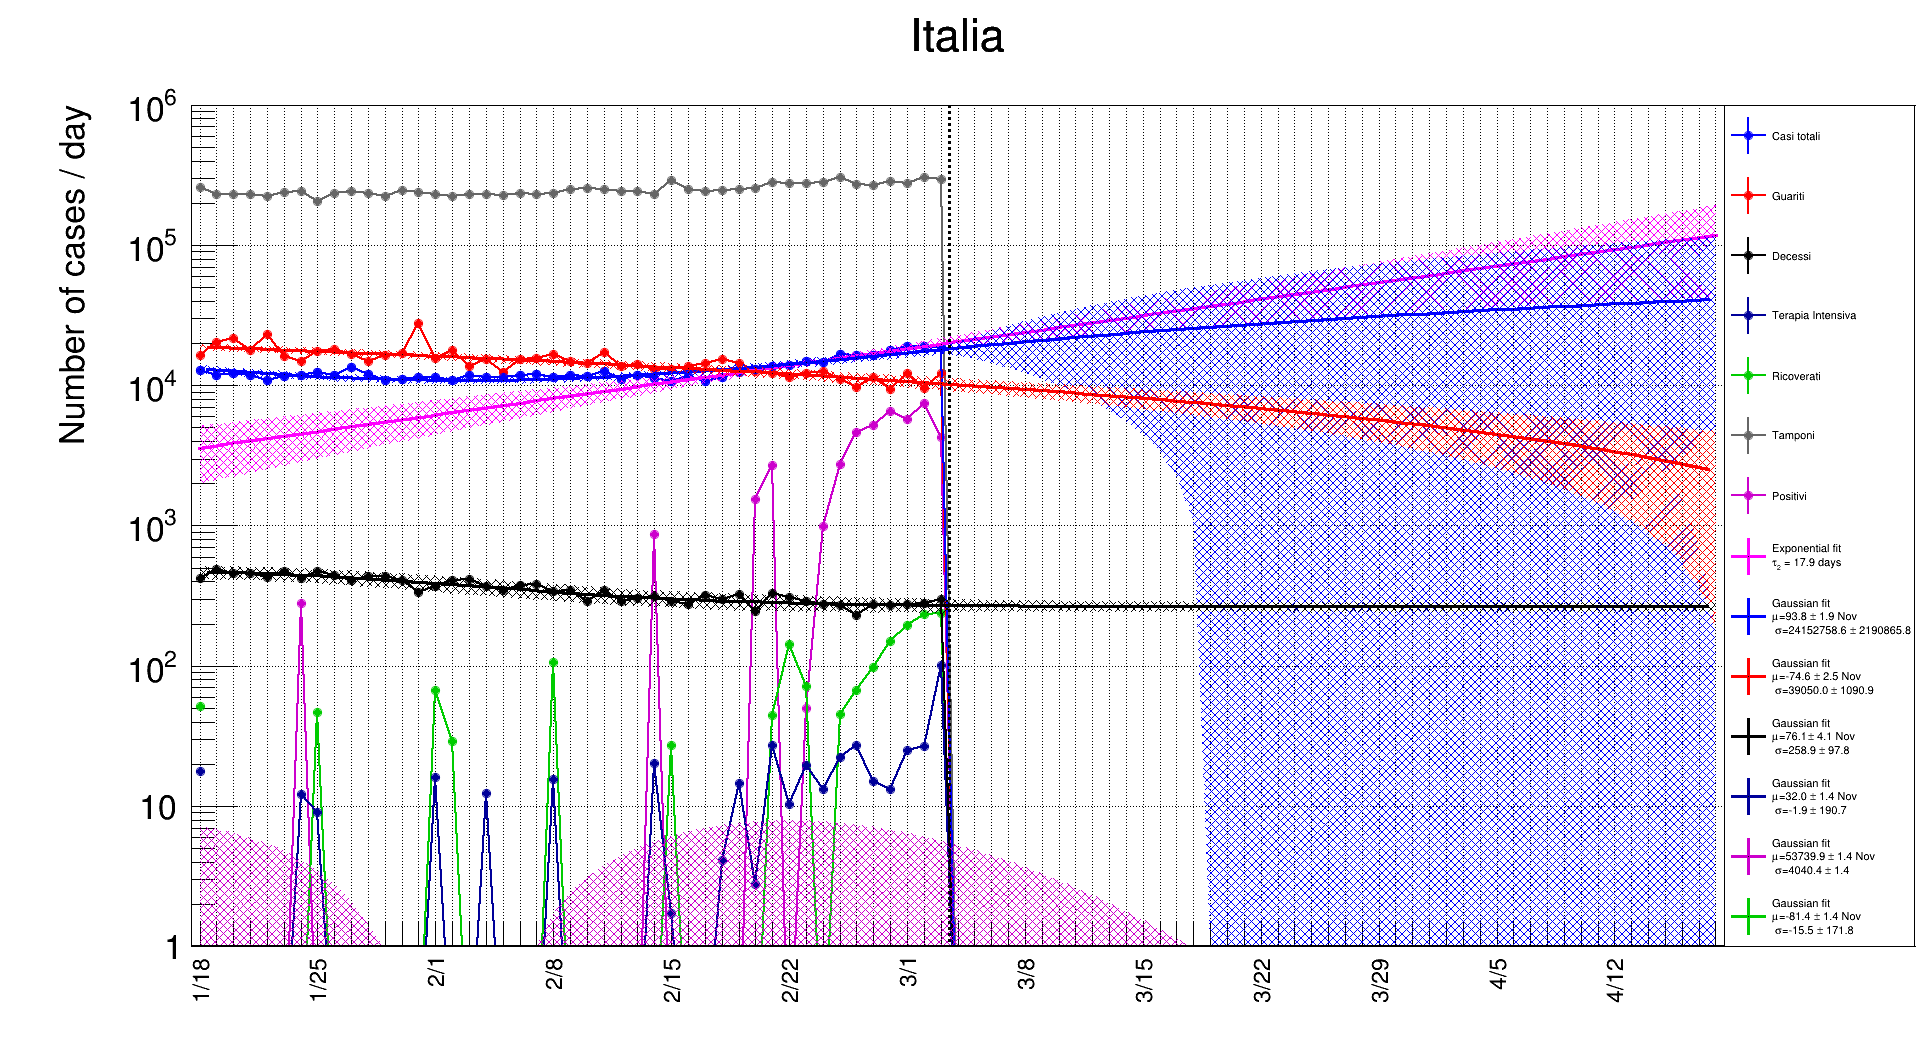 Italia
Number of cases / day
10^6
10^5
10^4
10^3
10^2
10
1
1/18
1/25
2/1
2/8
2/15
2/22
3/1
3/8
3/15
3/22
3/29
4/5
4/12
Casi totali
Guariti
Decessi
Terapia Intensiva
Ricoverati
Tamponi
Positivi
Exponential fit
τ₂ = 17.9 days
Gaussian fit
μ=93.8 ± 1.9 Nov
σ=24152758.6 ± 2190865.8
Gaussian fit
μ=-74.6 ± 2.5 Nov
σ=39050.0 ± 1090.9
Gaussian fit
μ=76.1 ± 4.1 Nov
σ=258.9 ± 97.8
Gaussian fit
μ=32.0 ± 1.4 Nov
σ=-1.9 ± 190.7
Gaussian fit
μ=53739.9 ± 1.4 Nov
σ=4040.4 ± 1.4
Gaussian fit
μ=-81.4 ± 1.4 Nov
σ=-15.5 ± 171.8